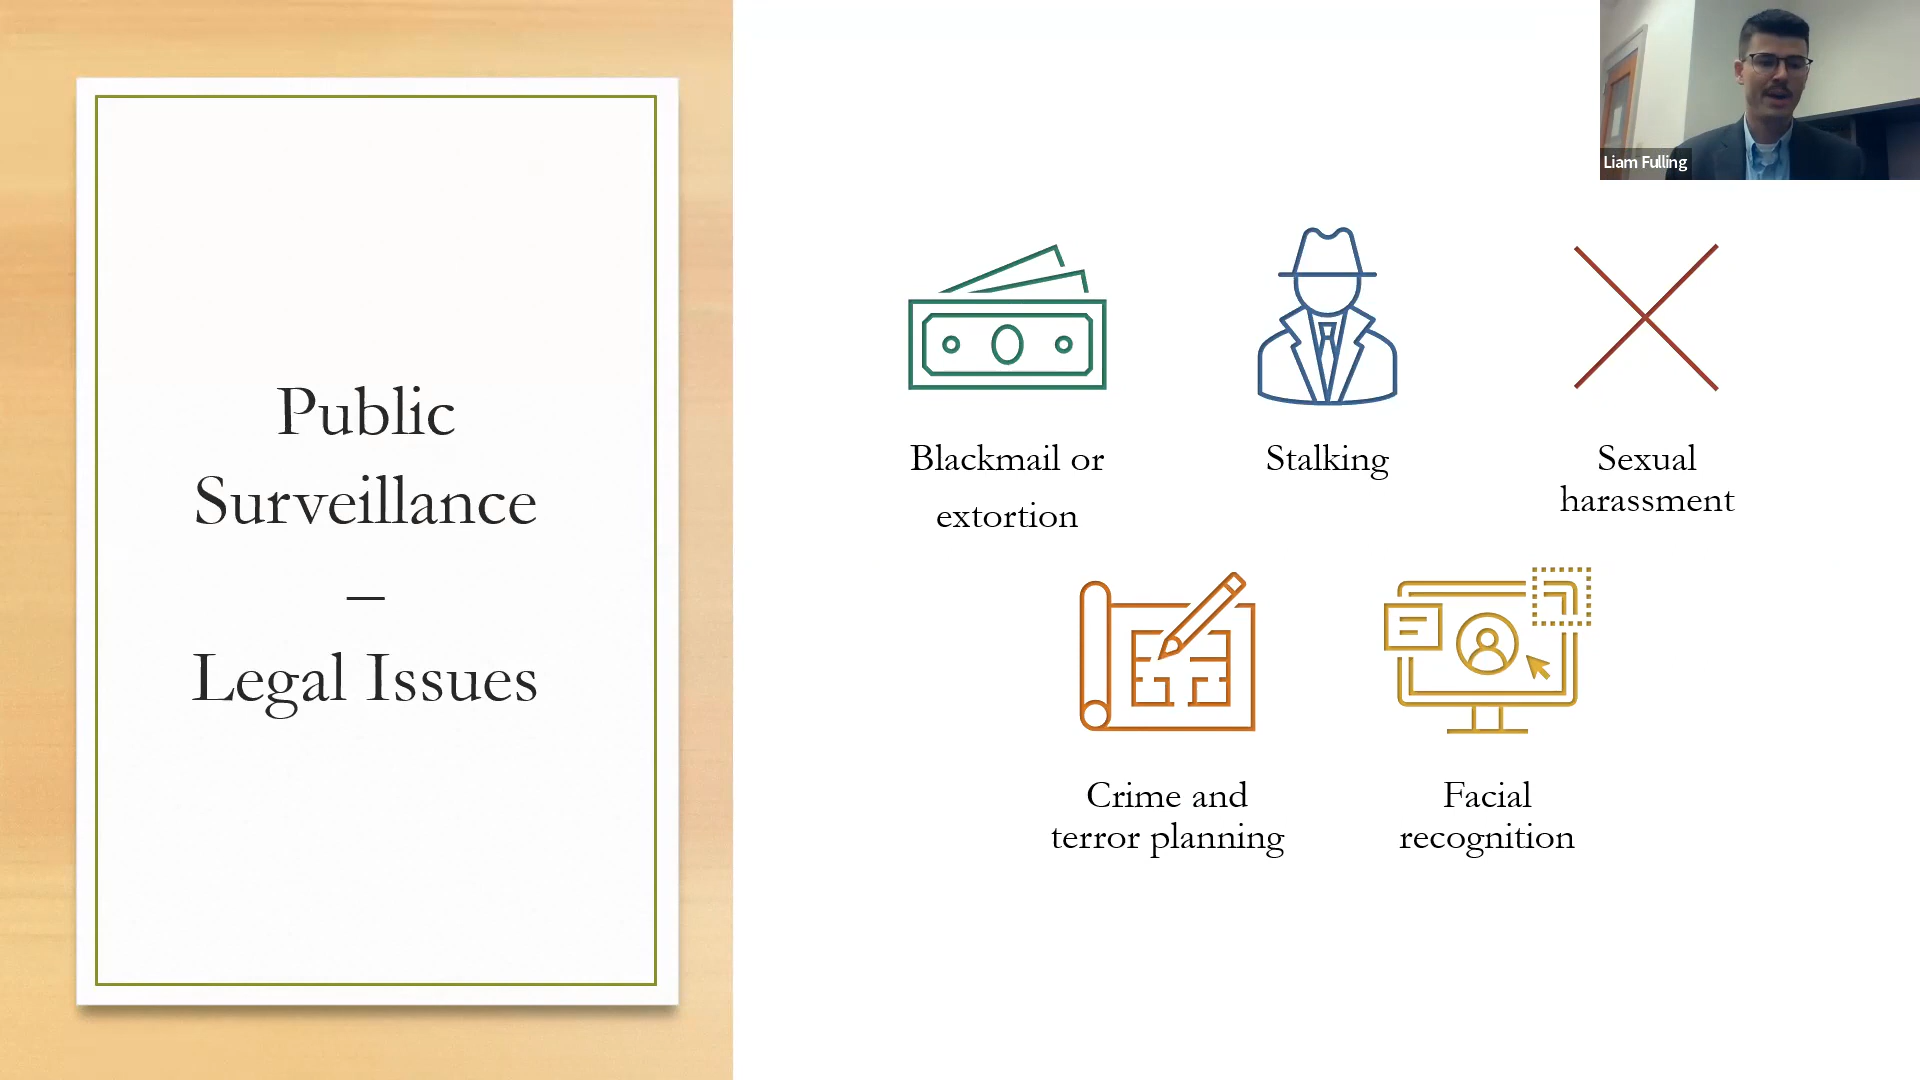 Public
Surveillance
–
Legal Issues
Liam Fulling
Blackmail or
extortion
Stalking
Sexual
harassment
Crime and
terror planning
Facial
recognition